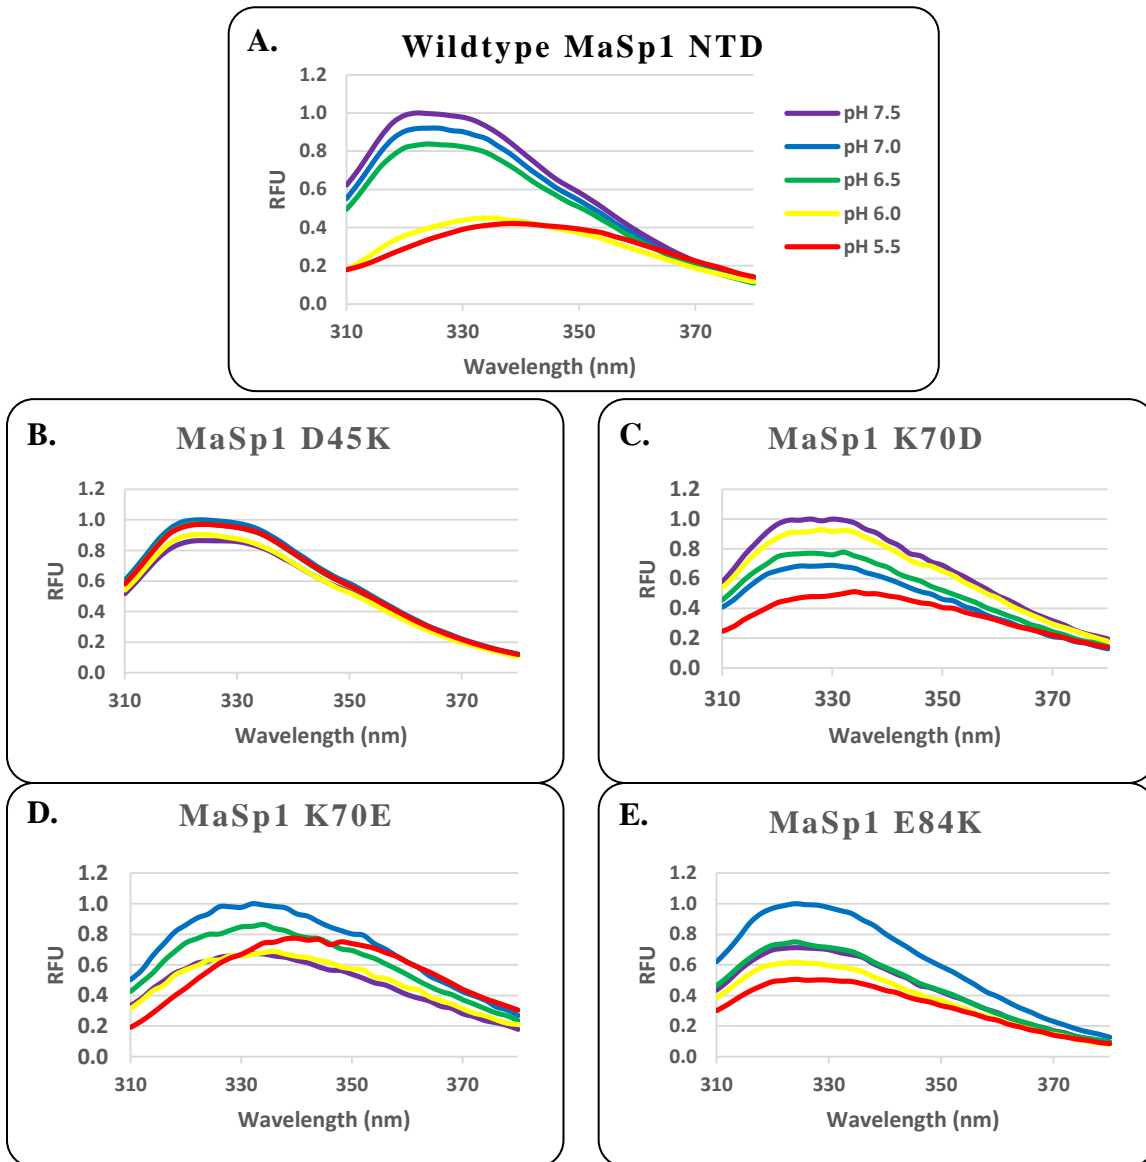 A.
Wildtype MaSp1 NTD
1.2
1.0
0.8
0.6
0.4
0.2
0.0
RFU
310
330
350
370
Wavelength (nm)
pH 7.5
pH 7.0
pH 6.5
pH 6.0
pH 5.5
B.
MaSp1 D45K
1.2
1.0
0.8
0.6
0.4
0.2
0.0
RFU
310
330
350
370
Wavelength (nm)
C.
MaSp1 K70D
1.2
1.0
0.8
0.6
0.4
0.2
0.0
RFU
310
330
350
370
Wavelength (nm)
D.
MaSp1 K70E
1.2
1.0
0.8
0.6
0.4
0.2
0.0
RFU
310
330
350
370
Wavelength (nm)
E.
MaSp1 E84K
1.2
1.0
0.8
0.6
0.4
0.2
0.0
RFU
310
330
350
370
Wavelength (nm)